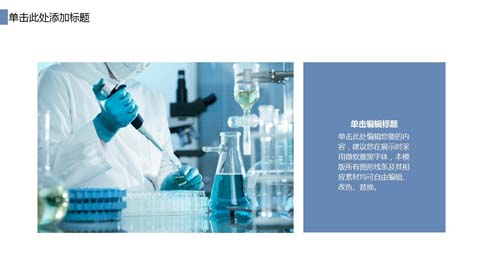 单击此处添加标题
单击编辑标题
单击此处编辑您要的内
容，建议您在展示时采
用微软雅黑字体，本模
版所有图形线条及其相
应素材均可自由编辑、
改色、替换。